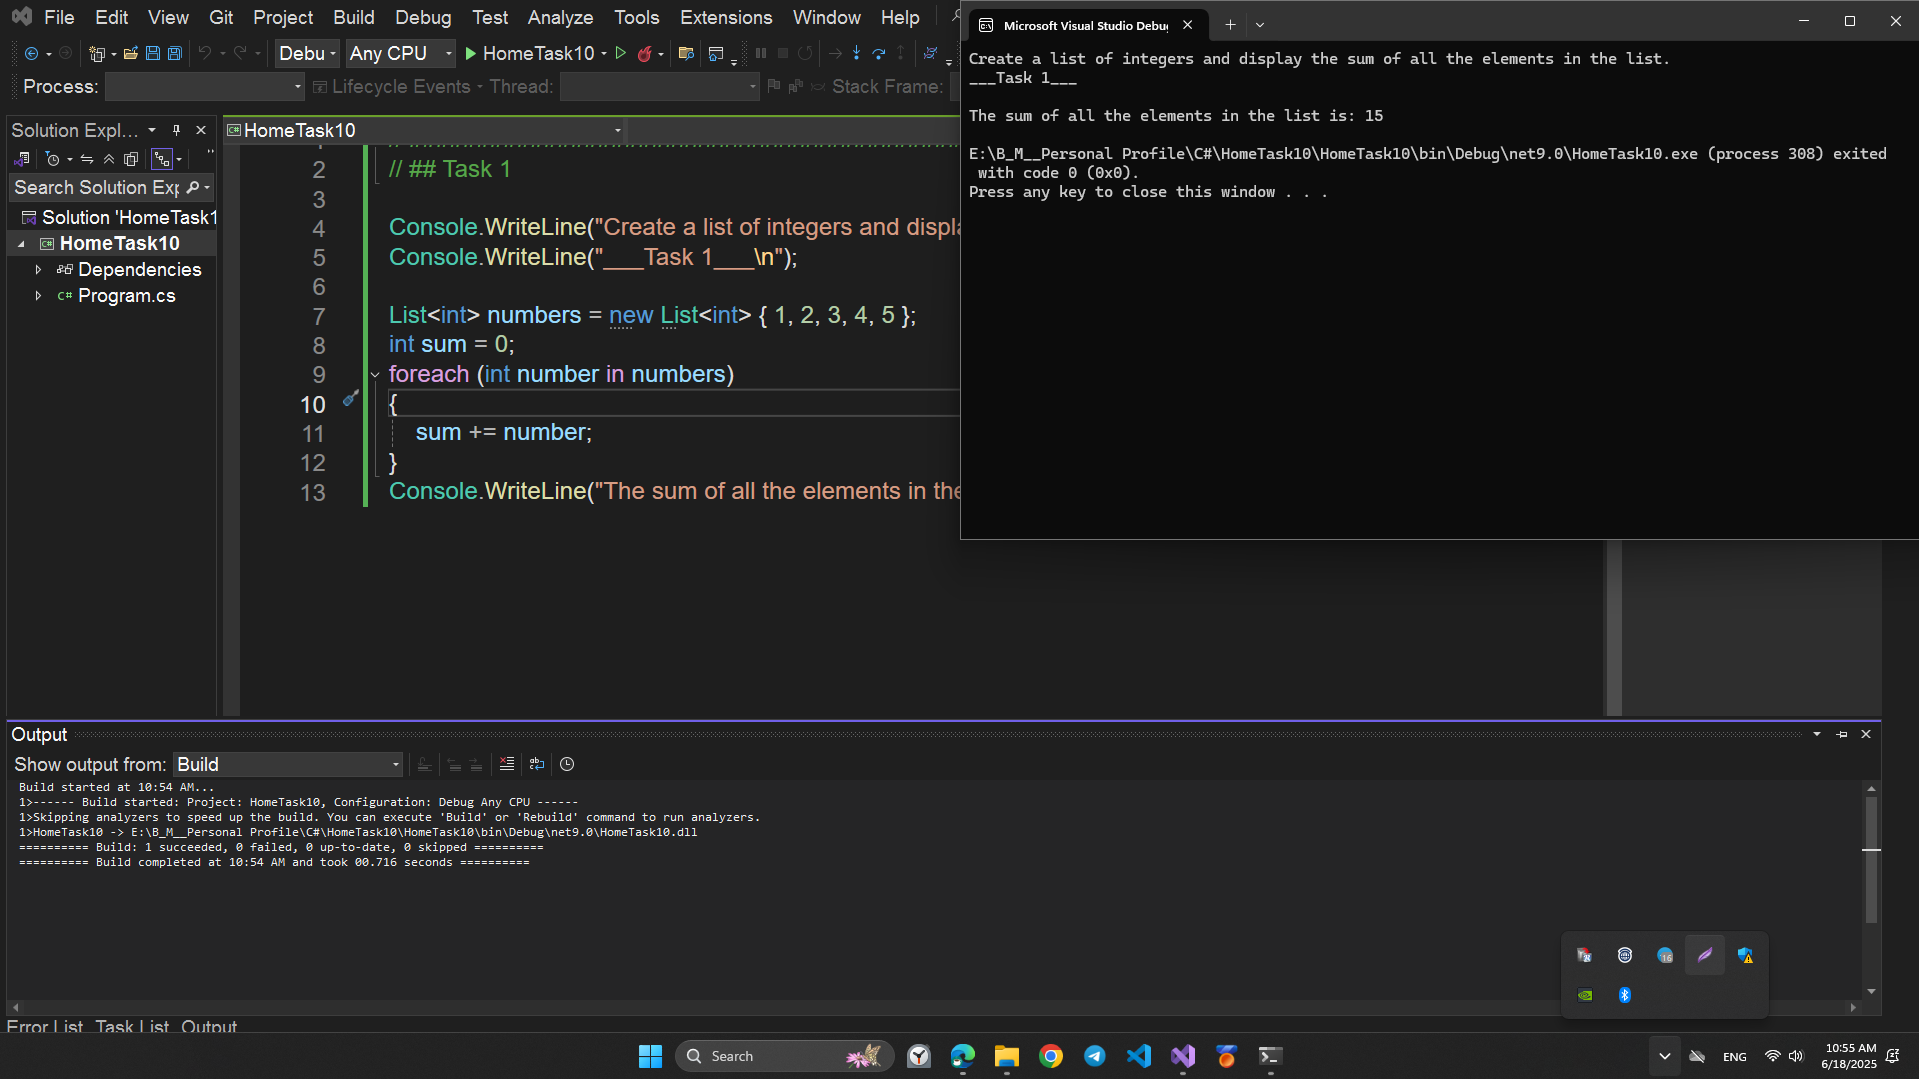 File Edit View Git Project Build Debug Test Analyze Tools Extensions Window Help
Debu Any CPU HomeTask10
Process: Lifecycle Events Thread: Stack Frame:
Solution Expl...
Search Solution Exp
Solution 'HomeTask1
HomeTask10
Dependencies
C# Program.cs
C# HomeTask10
2 // ## Task 1
3
4 Console.WriteLine("Create a list of integers and displa
5 Console.WriteLine("___Task 1___\n");
6
7 List<int> numbers = new List<int> { 1, 2, 3, 4, 5 };
8 int sum = 0;
9 foreach (int number in numbers)
10 {
11 sum += number;
12 }
13 Console.WriteLine("The sum of all the elements in the
Microsoft Visual Studio Debug
Create a list of integers and display the sum of all the elements in the list.
___Task 1___
The sum of all the elements in the list is: 15
E:\B_M__Personal Profile\C#\HomeTask10\HomeTask10\bin\Debug\net9.0\HomeTask10.exe (process 308) exited
with code 0 (0x0).
Press any key to close this window . . .
Output
Show output from: Build
Build started at 10:54 AM...
1>------ Build started: Project: HomeTask10, Configuration: Debug Any CPU ------
1>Skipping analyzers to speed up the build. You can execute 'Build' or 'Rebuild' command to run analyzers.
1>HomeTask10 -> E:\B_M__Personal Profile\C#\HomeTask10\HomeTask10\bin\Debug\net9.0\HomeTask10.dll
========== Build: 1 succeeded, 0 failed, 0 up-to-date, 0 skipped ==========
========== Build completed at 10:54 AM and took 00.716 seconds ==========
16
Error List Task List Output
Search
ENG
10:55 AM
6/18/2025